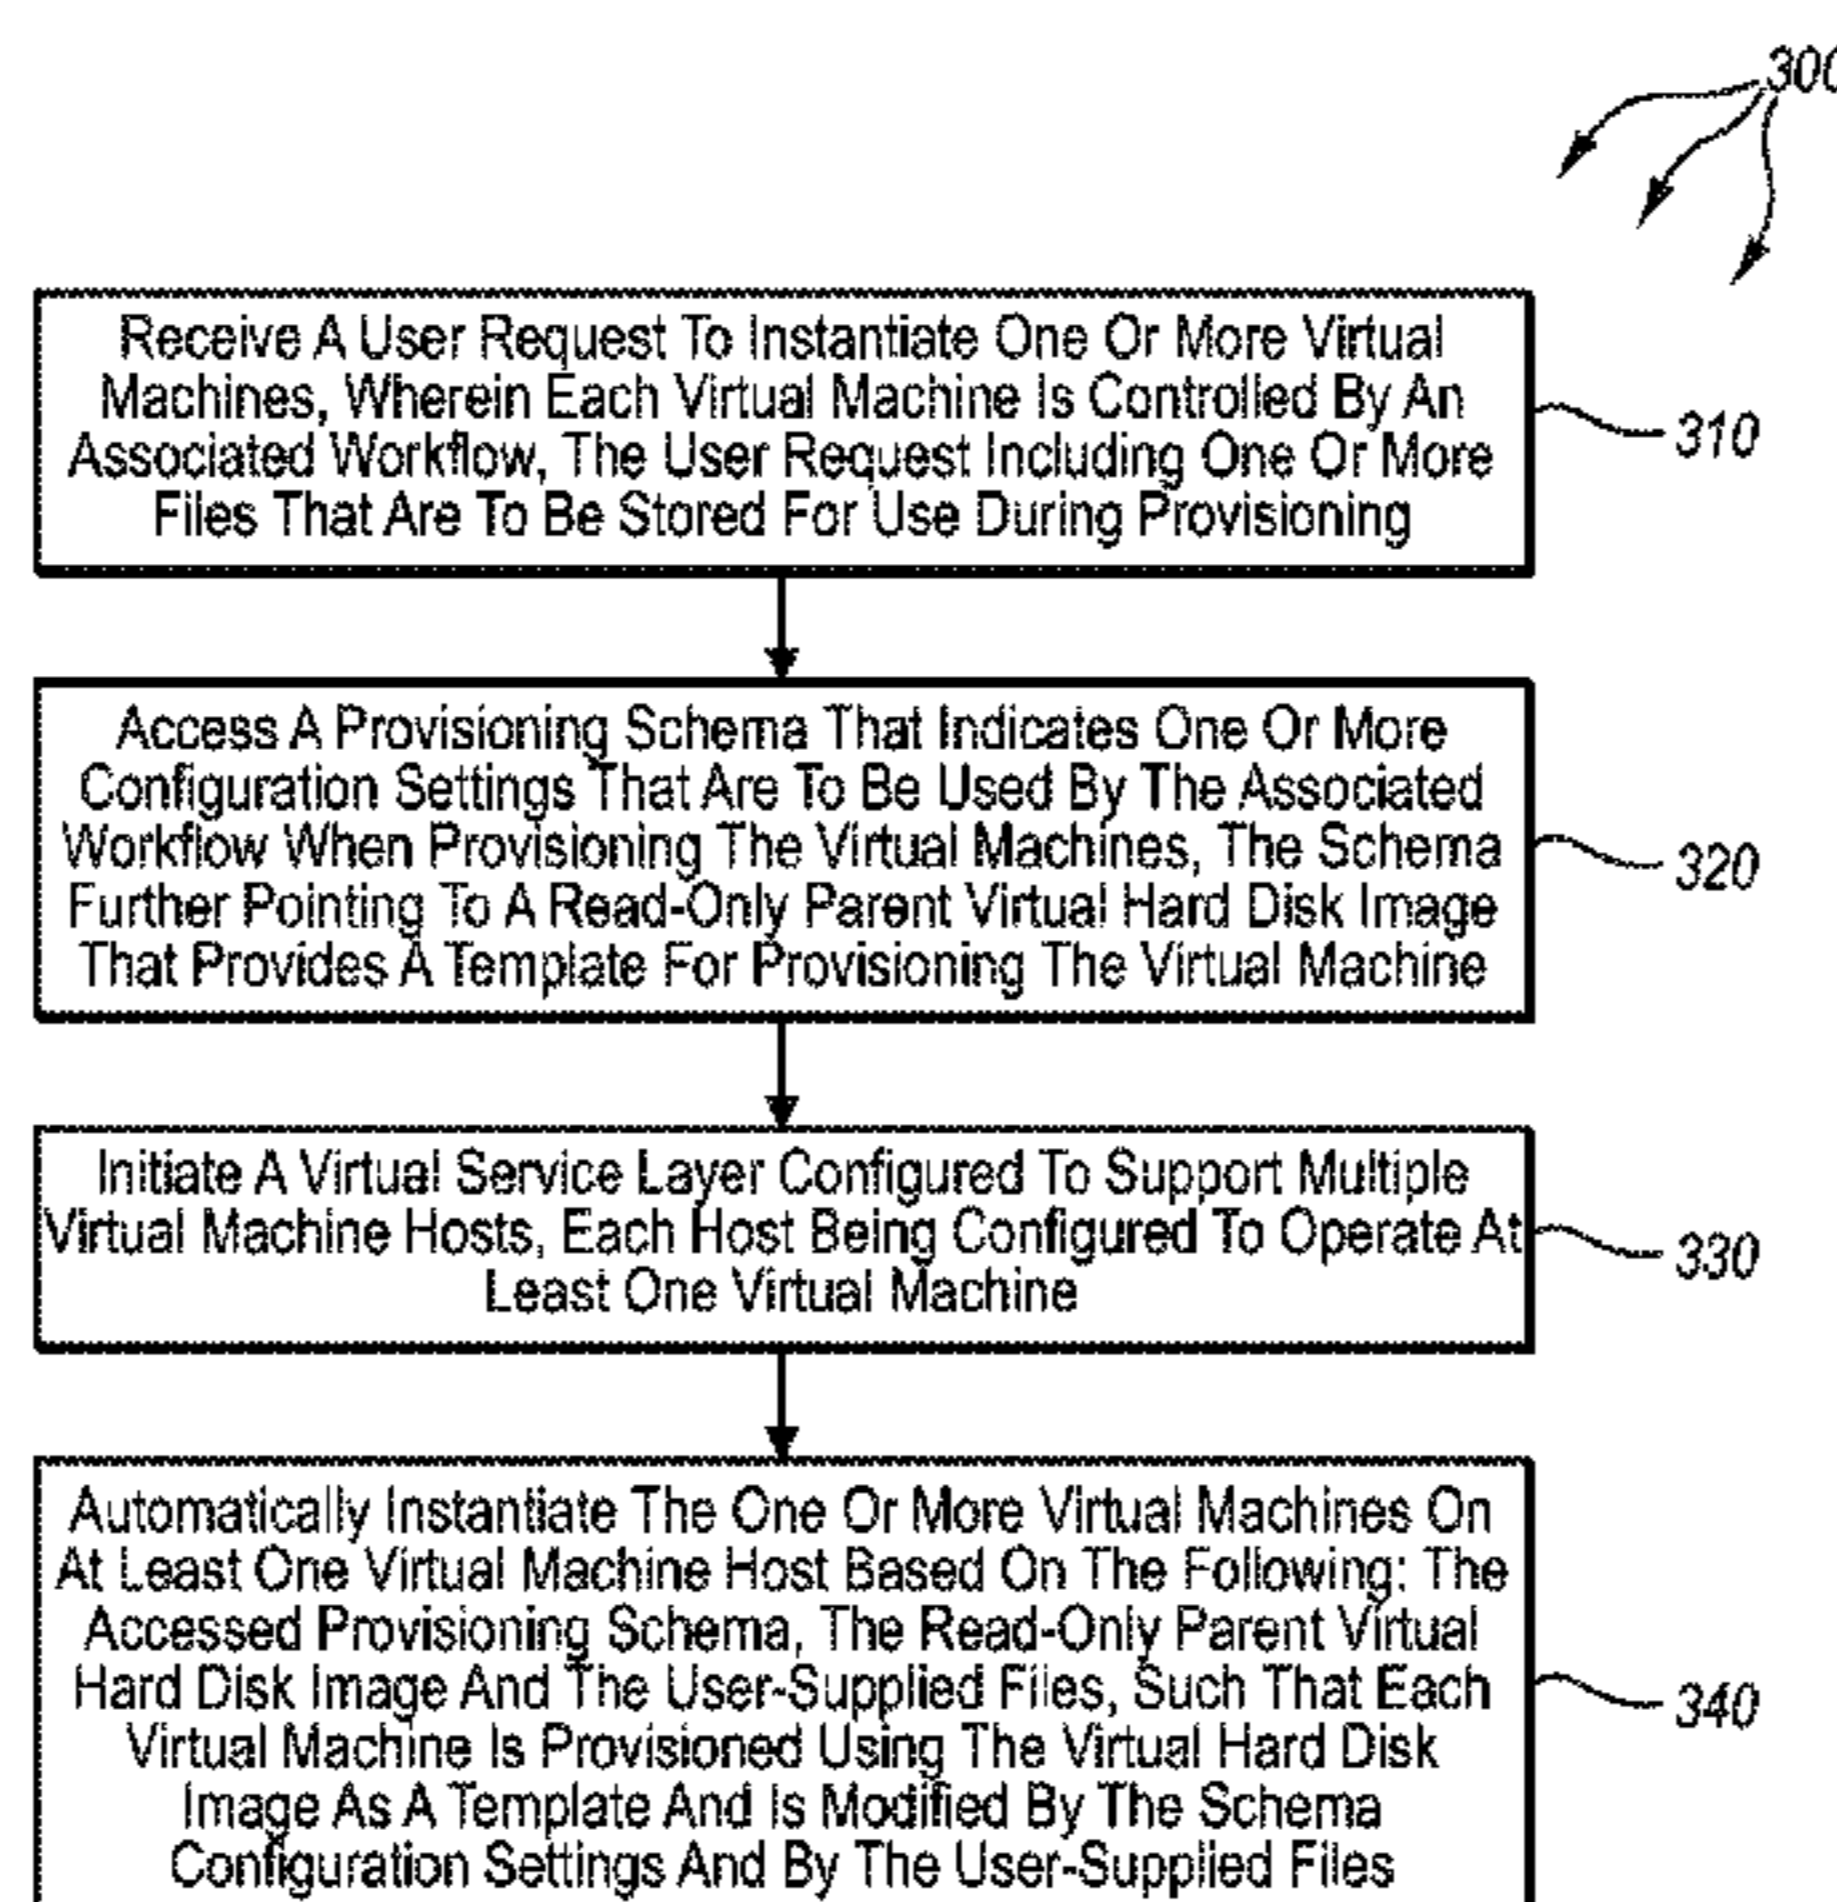 300
Receive A User Request To Instantiate One Or More Virtual
Machines, Wherein Each Virtual Machine Is Controlled By An
Associated Workflow, The User Request Including One Or More
Files That Are To Be Stored For Use During Provisioning
310
Access A Provisioning Schema That Indicates One Or More
Configuration Settings That Are To Be Used By The Associated
Workflow When Provisioning The Virtual Machines, The Schema
Further Pointing To A Read-Only Parent Virtual Hard Disk Image
That Provides A Template For Provisioning The Virtual Machine
320
Initiate A Virtual Service Layer Configured To Support Multiple
Virtual Machine Hosts, Each Host Being Configured To Operate At
Least One Virtual Machine
330
Automatically Instantiate The One Or More Virtual Machines On
At Least One Virtual Machine Host Based On The Following: The
Accessed Provisioning Schema, The Read-Only Parent Virtual
Hard Disk Image And The User-Supplied Files, Such That Each
Virtual Machine Is Provisioned Using The Virtual Hard Disk
Image As A Template And Is Modified By The Schema
Configuration Settings And By The User-Supplied Files
340